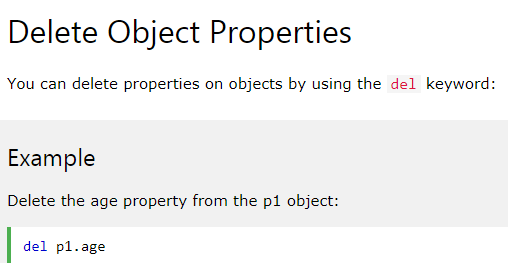 Delete Object Properties
You can delete properties on objects by using the del keyword:
Example
Delete the age property from the p1 object:
del p1.age